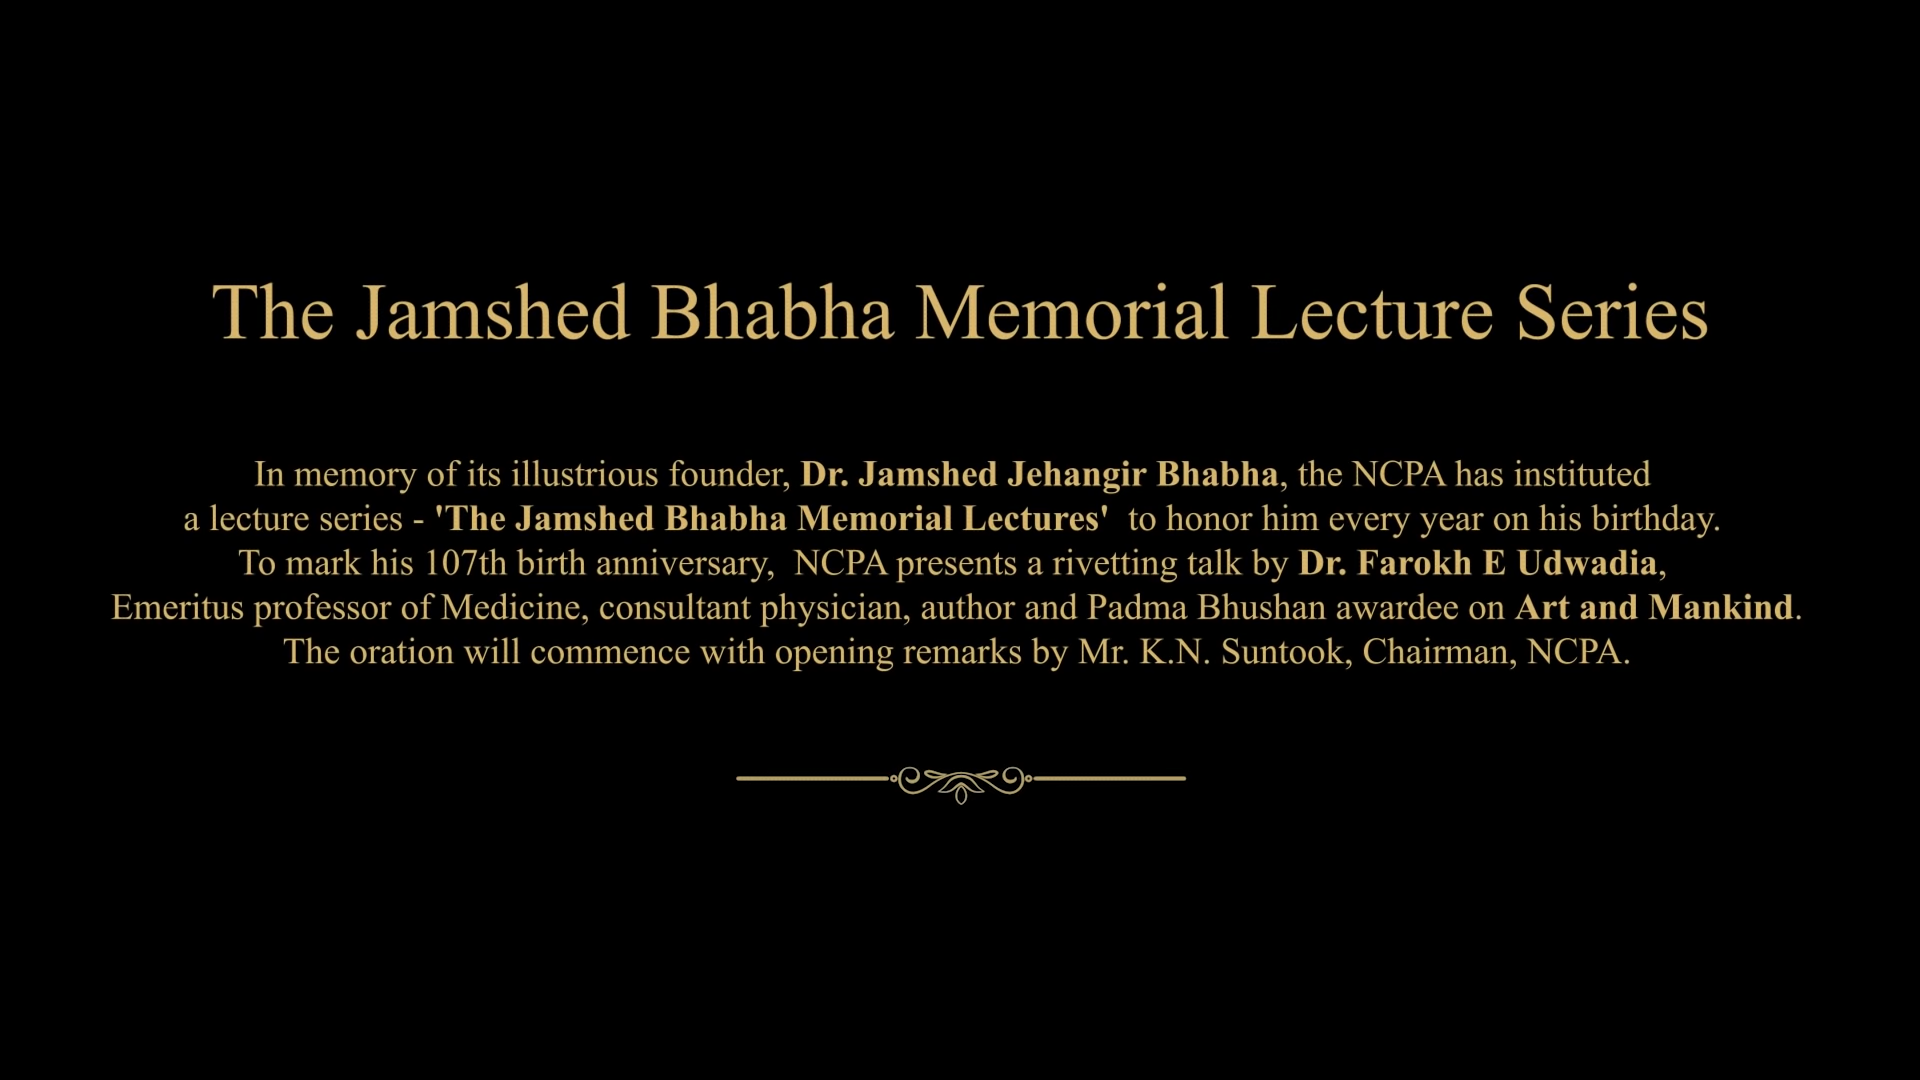 The Jamshed Bhabha Memorial Lecture Series
In memory of its illustrious founder, Dr. Jamshed Jehangir Bhabha, the NCPA has instituted
a lecture series - 'The Jamshed Bhabha Memorial Lectures'  to honor him every year on his birthday.
To mark his 107th birth anniversary,  NCPA presents a rivetting talk by Dr. Farokh E Udwadia,
Emeritus professor of Medicine, consultant physician, author and Padma Bhushan awardee on Art and Mankind.
The oration will commence with opening remarks by Mr. K.N. Suntook, Chairman, NCPA.